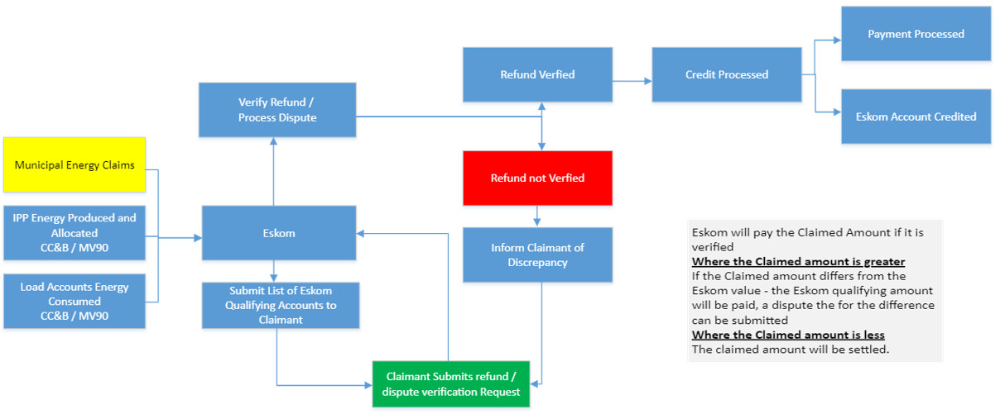 Payment Processed
Refund Verfied
Credit Processed
Verify Refund /
Process Dispute
Eskom Account Credited
Municipal Energy Claims
Refund not Verfied
IPP Energy Produced and
Allocated
CC&B / MV90
Eskom
Inform Claimant of
Discrepancy
Load Accounts Energy
Consumed
CC&B / MV90
Submit List of Eskom
Qualifying Accounts to
Claimant
Claimant Submits refund /
dispute verification Request
Eskom will pay the Claimed Amount if it is
verified
Where the Claimed amount is greater
If the Claimed amount differs from the
Eskom value - the Eskom qualifying amount
will be paid, a dispute the for the difference
can be submitted
Where the Claimed amount is less
The claimed amount will be settled.